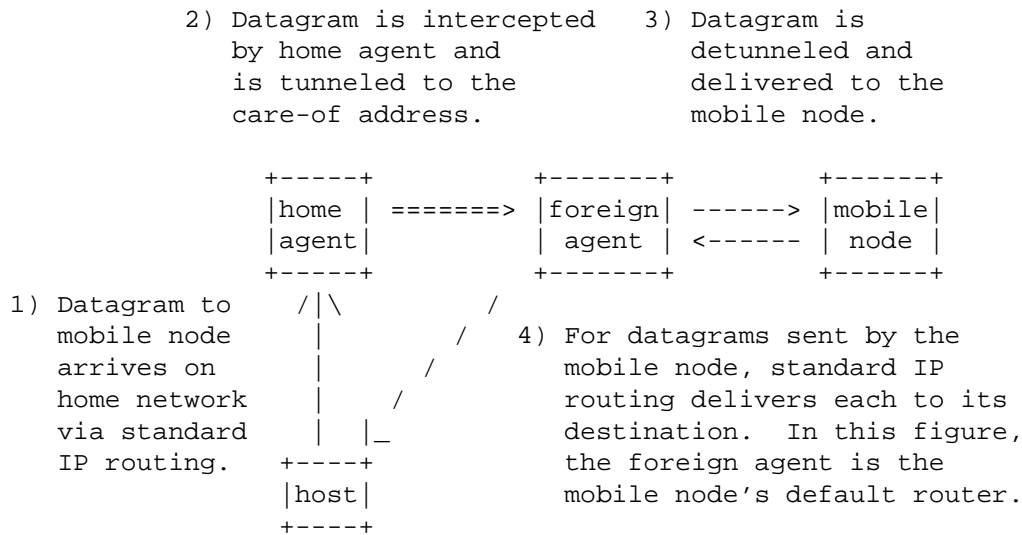 2) Datagram is intercepted   3) Datagram is
   by home agent and            detunneled and
   is tunneled to the           delivered to the
   care-of address.             mobile node.

                 +-----+          +-------+         +------+
                 |home | =======> |foreign| ------> |mobile|
                 |agent|          | agent | <------ | node |
                 +-----+          +-------+         +------+
1) Datagram to    /|\         /
   mobile node     |        /   4) For datagrams sent by the
   arrives on      |      /        mobile node, standard IP
   home network    |    /          routing delivers each to its
   via standard    |  |_           destination.  In this figure,
   IP routing.   +----+            the foreign agent is the
                 |host|            mobile node's default router.
                 +----+